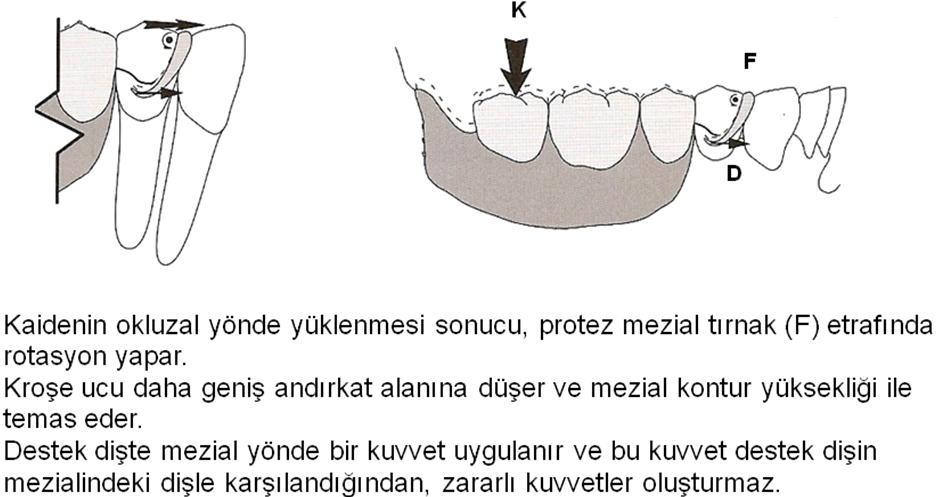 K
F
D
Kaidenin okluzal yönde yüklenmesi sonucu, protez mezial tırnak (F) etrafında
rotasyon yapar.
Kroşe ucu daha geniş andırkat alanına düşer ve mezial kontur yüksekliği ile
temas eder.
Destek dişte mezial yönde bir kuvvet uygulanır ve bu kuvvet destek dişin
mezialindeki dişle karşılandığından, zararlı kuvvetler oluşturmaz.